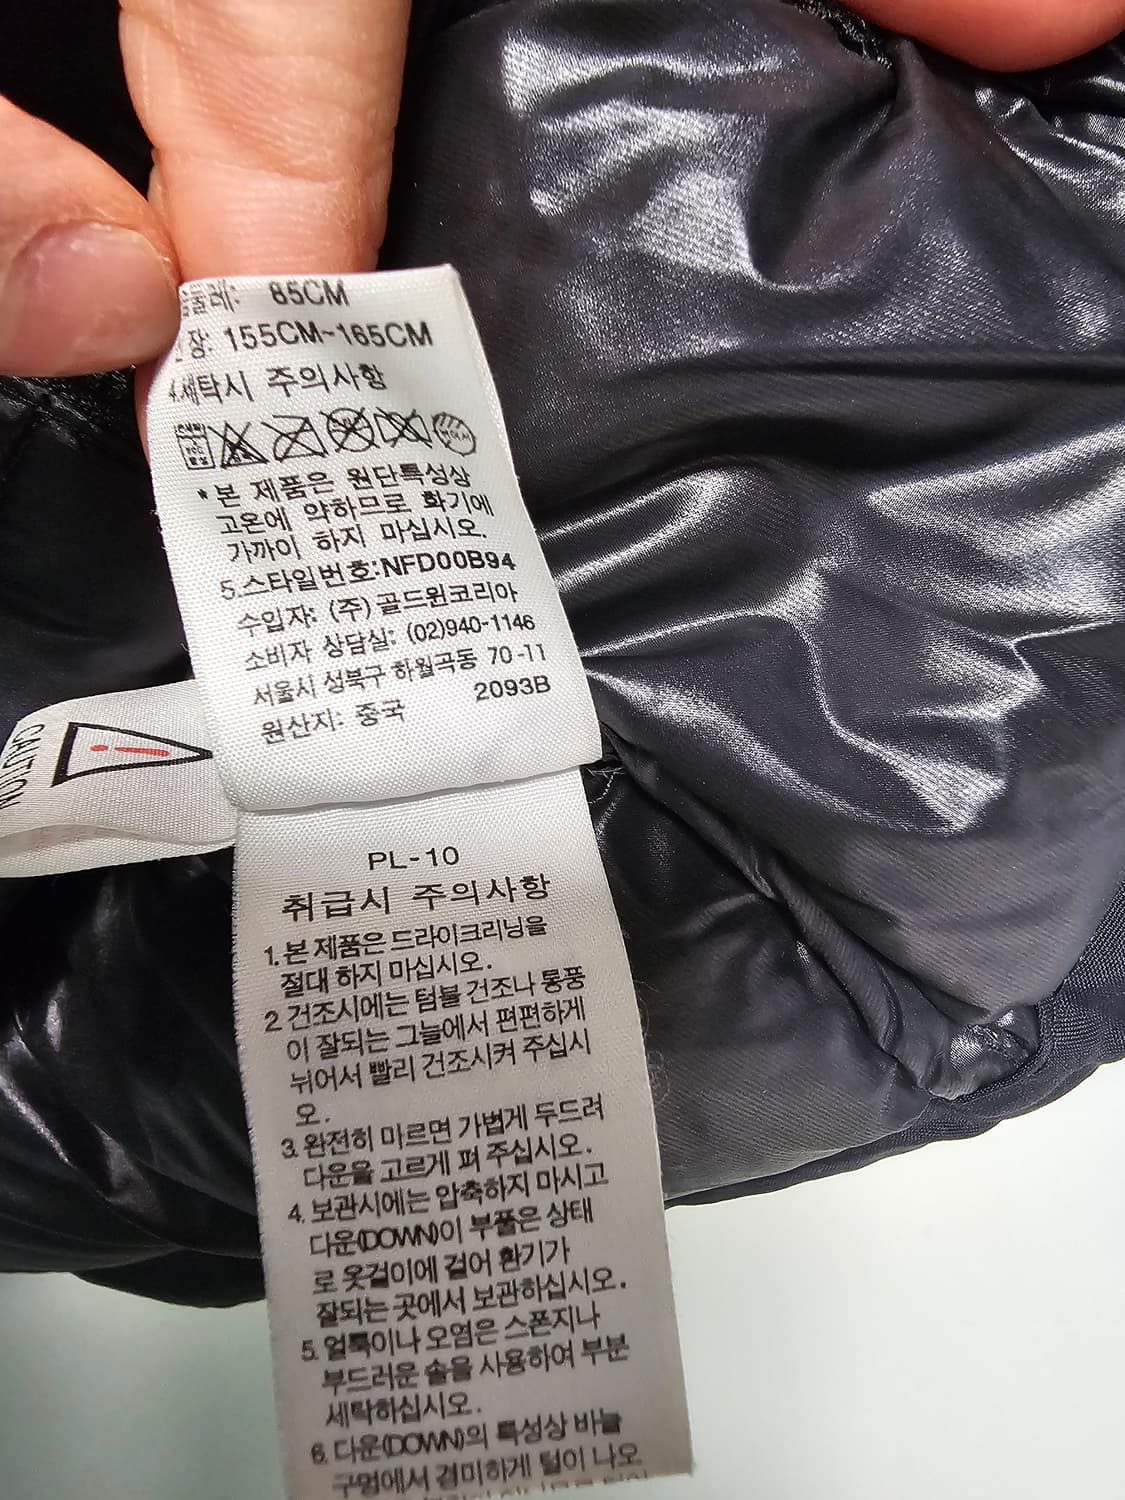 85CM
155CM~165CM
4.세탁시 주의사항
*본 제품은 원단특성상
고온에 약하므로 화기에
가까이 하지 마십시오.
5.스타일번호:NFD00B94
수입자: (주)골드윈코리아
소비자 상담실: (02)940-1146
서울시 성북구 하월곡동 70-11
2093B
원산지: 중국
CAUTION
PL-10
취급시 주의사항
1.본 제품은 드라이크리닝을
절대 하지 마십시오.
2.건조시에는 텀블 건조나 통풍
이 잘되는 그늘에서 편편하게
뉘어서 빨리 건조시켜 주십시
오.
3.완전히 마르면 가볍게 두드려
다운을 고르게 펴 주십시오.
4.보관시에는 압축하지 마시고
다운(DOWN)이 부풀은 상태
로 옷걸이에 걸어 환기가
잘되는 곳에서 보관하십시오.
5.얼룩이나 오염은 스폰지나
부드러운 솔을 사용하여 부분
세탁하십시오.
6.다운(DOWN)의 특성상 바늘
구멍에서 경미하게 털이 나오